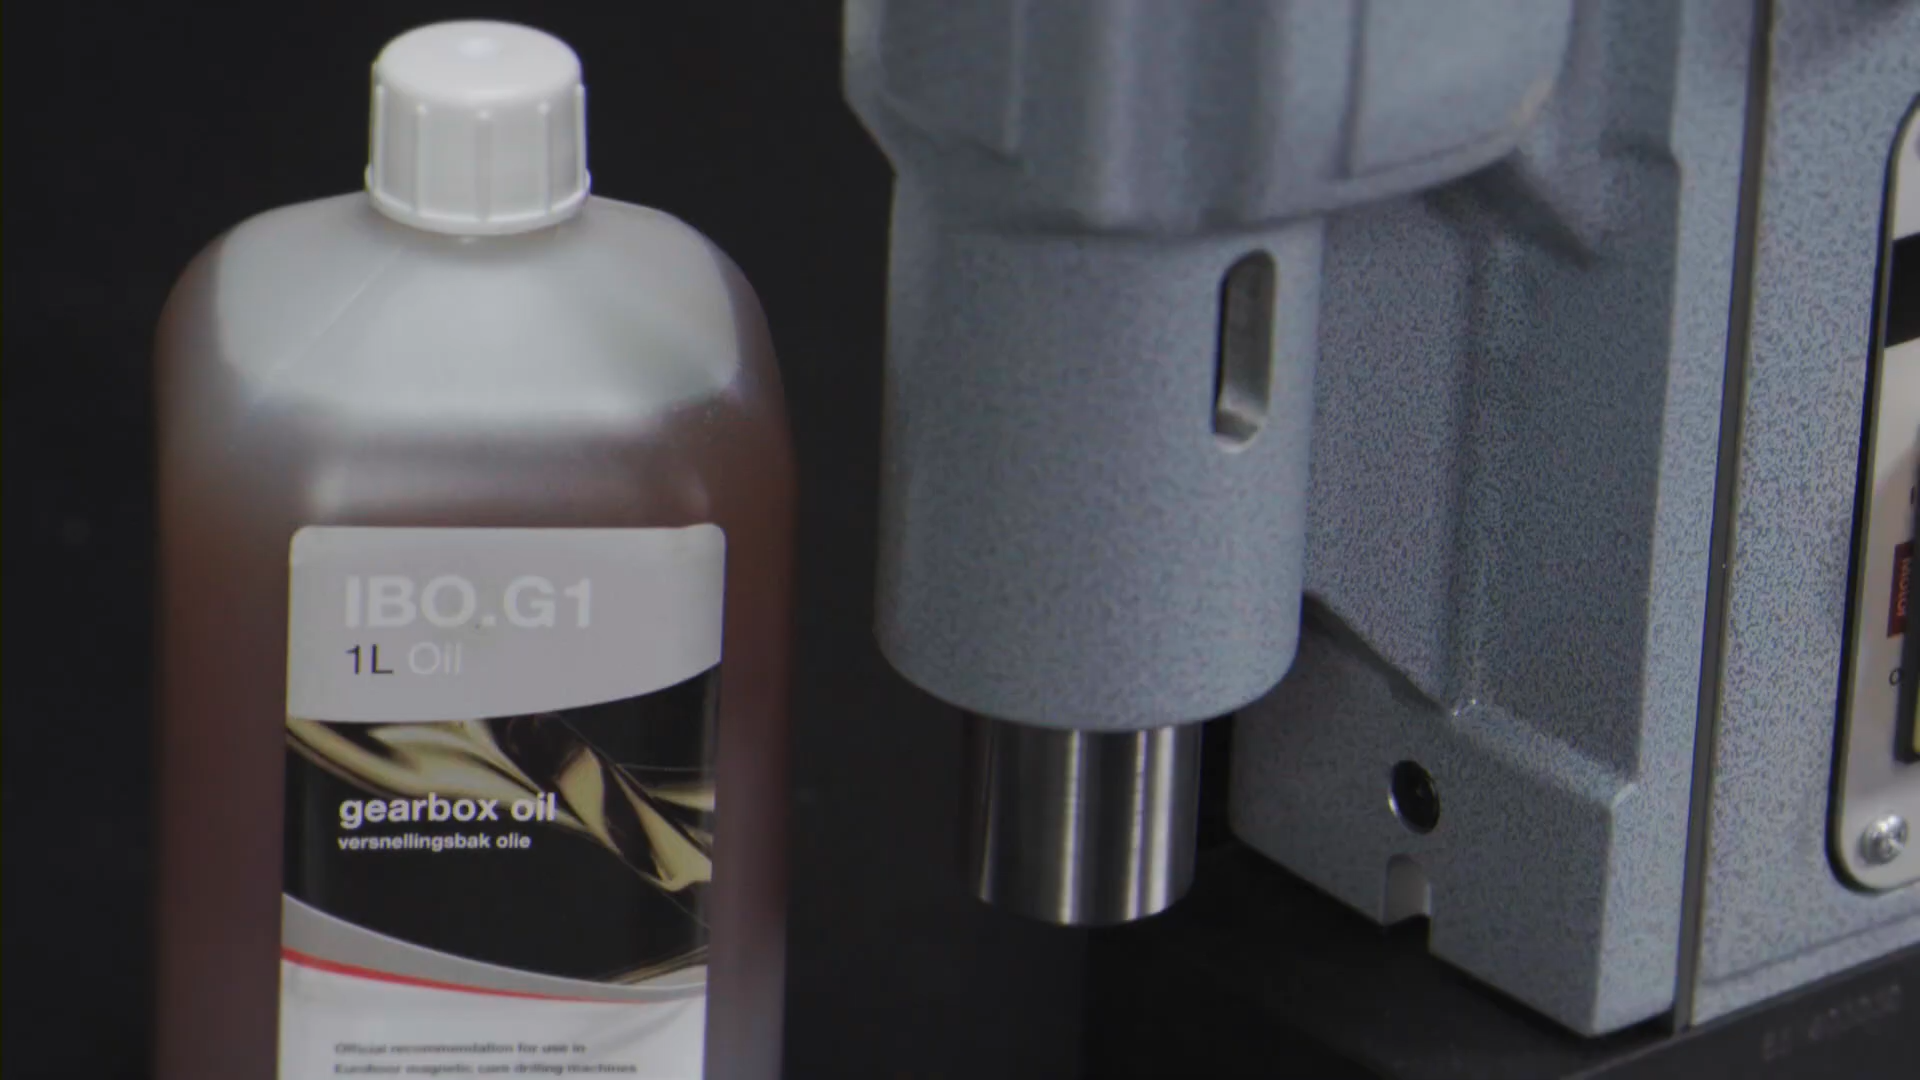 IBO.G1
1L Oil
gearbox oil
versnellingsbak olie
Official recommendation for use in
Euroboor magnetic core drilling machines